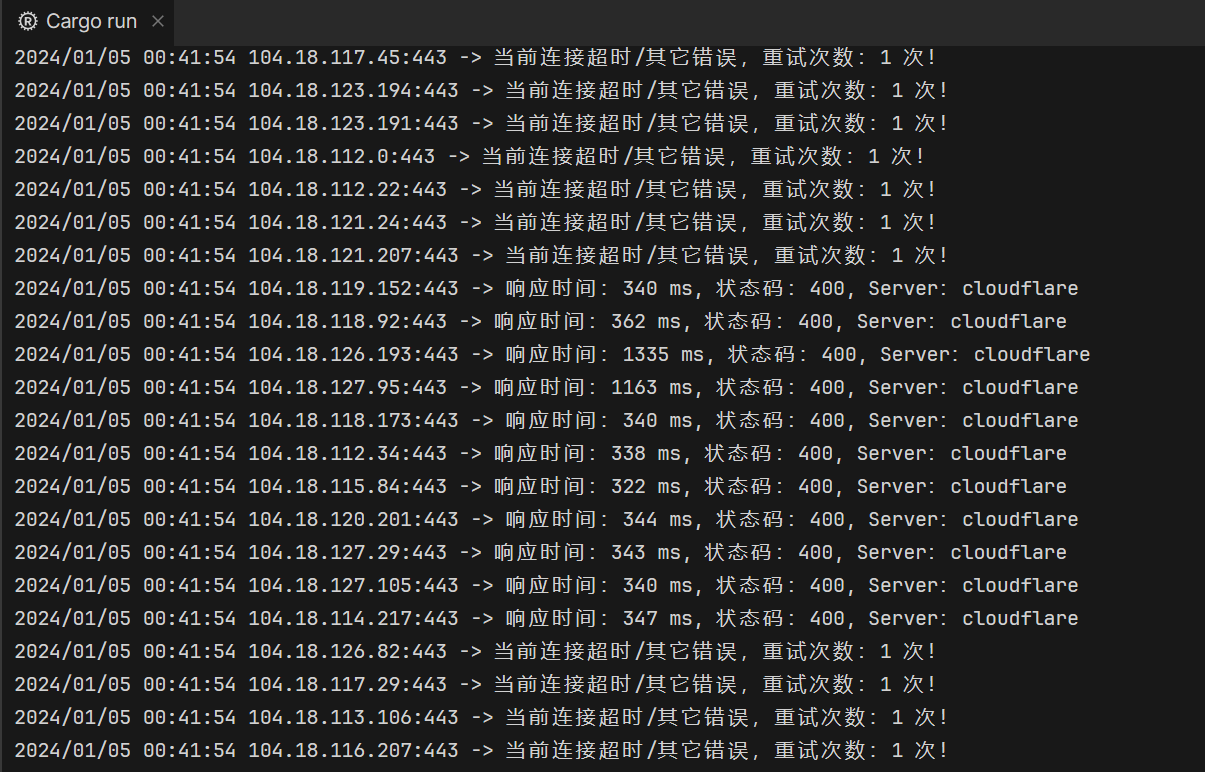 Cargo run
2024/01/05 00:41:54 104.18.117.45:443 -> 当前连接超时/其它错误, 重试次数: 1 次!
2024/01/05 00:41:54 104.18.123.194:443 -> 当前连接超时/其它错误, 重试次数: 1 次!
2024/01/05 00:41:54 104.18.123.191:443 -> 当前连接超时/其它错误, 重试次数: 1 次!
2024/01/05 00:41:54 104.18.112.0:443 -> 当前连接超时/其它错误, 重试次数: 1 次!
2024/01/05 00:41:54 104.18.112.22:443 -> 当前连接超时/其它错误, 重试次数: 1 次!
2024/01/05 00:41:54 104.18.121.24:443 -> 当前连接超时/其它错误, 重试次数: 1 次!
2024/01/05 00:41:54 104.18.121.207:443 -> 当前连接超时/其它错误, 重试次数: 1 次!
2024/01/05 00:41:54 104.18.119.152:443 -> 响应时间: 340 ms, 状态码: 400, Server: cloudflare
2024/01/05 00:41:54 104.18.118.92:443 -> 响应时间: 362 ms, 状态码: 400, Server: cloudflare
2024/01/05 00:41:54 104.18.126.193:443 -> 响应时间: 1335 ms, 状态码: 400, Server: cloudflare
2024/01/05 00:41:54 104.18.127.95:443 -> 响应时间: 1163 ms, 状态码: 400, Server: cloudflare
2024/01/05 00:41:54 104.18.118.173:443 -> 响应时间: 340 ms, 状态码: 400, Server: cloudflare
2024/01/05 00:41:54 104.18.112.34:443 -> 响应时间: 338 ms, 状态码: 400, Server: cloudflare
2024/01/05 00:41:54 104.18.115.84:443 -> 响应时间: 322 ms, 状态码: 400, Server: cloudflare
2024/01/05 00:41:54 104.18.120.201:443 -> 响应时间: 344 ms, 状态码: 400, Server: cloudflare
2024/01/05 00:41:54 104.18.127.29:443 -> 响应时间: 343 ms, 状态码: 400, Server: cloudflare
2024/01/05 00:41:54 104.18.127.105:443 -> 响应时间: 340 ms, 状态码: 400, Server: cloudflare
2024/01/05 00:41:54 104.18.114.217:443 -> 响应时间: 347 ms, 状态码: 400, Server: cloudflare
2024/01/05 00:41:54 104.18.126.82:443 -> 当前连接超时/其它错误, 重试次数: 1 次!
2024/01/05 00:41:54 104.18.117.29:443 -> 当前连接超时/其它错误, 重试次数: 1 次!
2024/01/05 00:41:54 104.18.113.106:443 -> 当前连接超时/其它错误, 重试次数: 1 次!
2024/01/05 00:41:54 104.18.116.207:443 -> 当前连接超时/其它错误, 重试次数: 1 次!